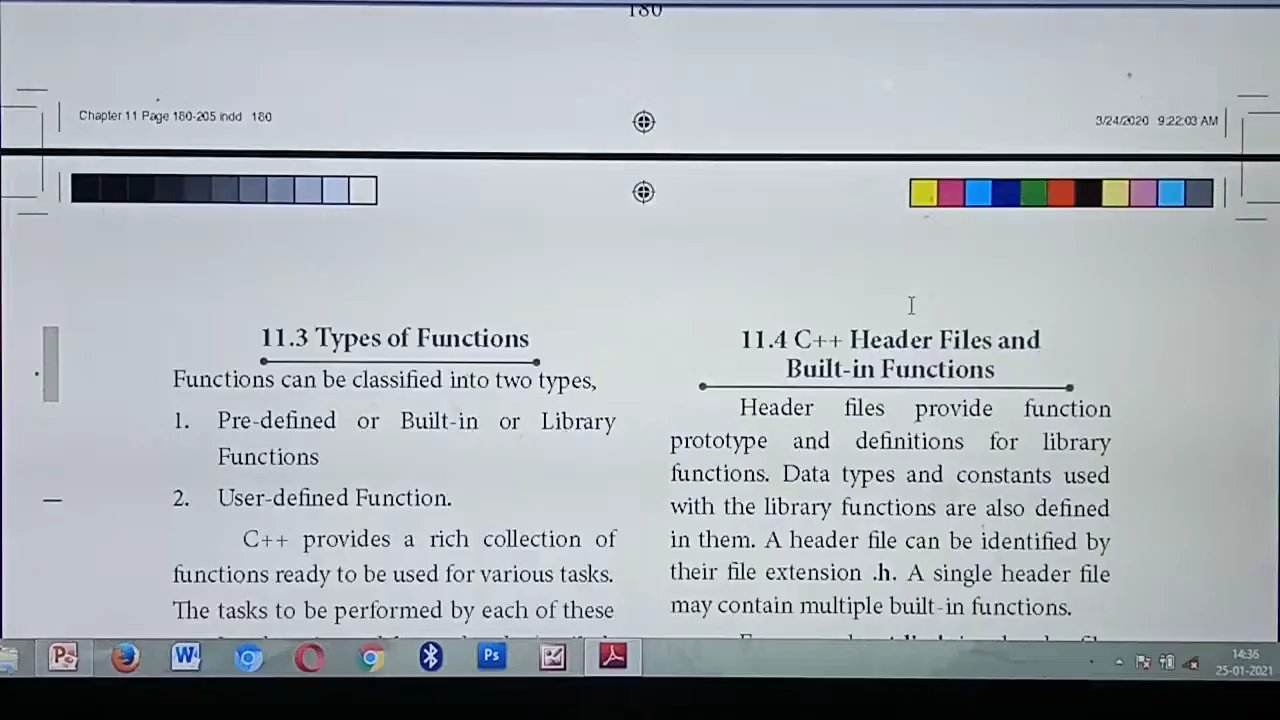 180
Chapter 11 Page 180-205.indd 180
3/24/2020 9:22:03 AM
11.3 Types of Functions
Functions can be classified into two types,
1. Pre-defined or Built-in or Library
Functions
2. User-defined Function.
C++ provides a rich collection of
functions ready to be used for various tasks.
The tasks to be performed by each of these
11.4 C++ Header Files and
Built-in Functions
Header files provide function
prototype and definitions for library
functions. Data types and constants used
with the library functions are also defined
in them. A header file can be identified by
their file extension .h. A single header file
may contain multiple built-in functions.
W
Ps
14:36
25-01-2021